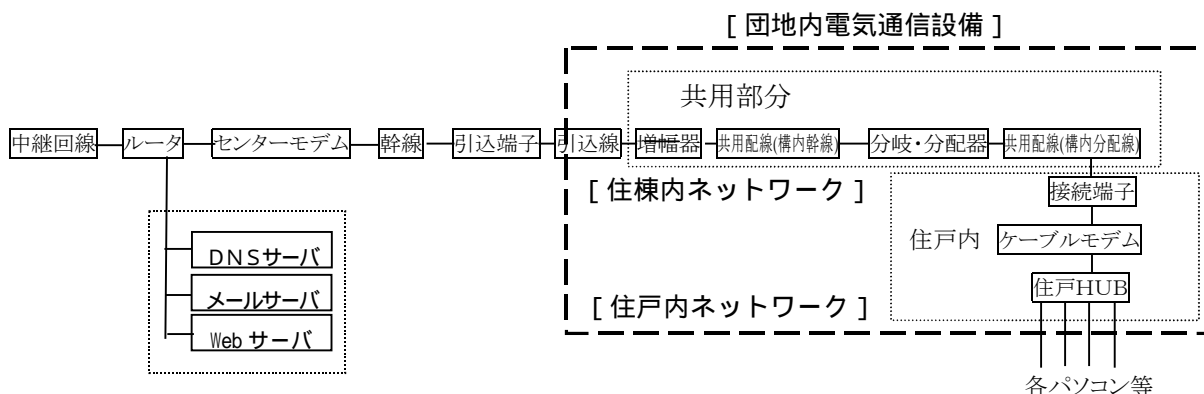 [ 団地内電気通信設備 ]
共用部分
中継回線
ルータ
センターモデム
幹線
引込端子
引込線
増幅器
共用配線(構内幹線)
分岐・分配器
共用配線(構内分配線)
[ 住棟内ネットワーク ]
接続端子
住戸内
ケーブルモデム
DNSサーバ
メールサーバ
Web サーバ
住戸HUB
[ 住戸内ネットワーク ]
各パソコン等